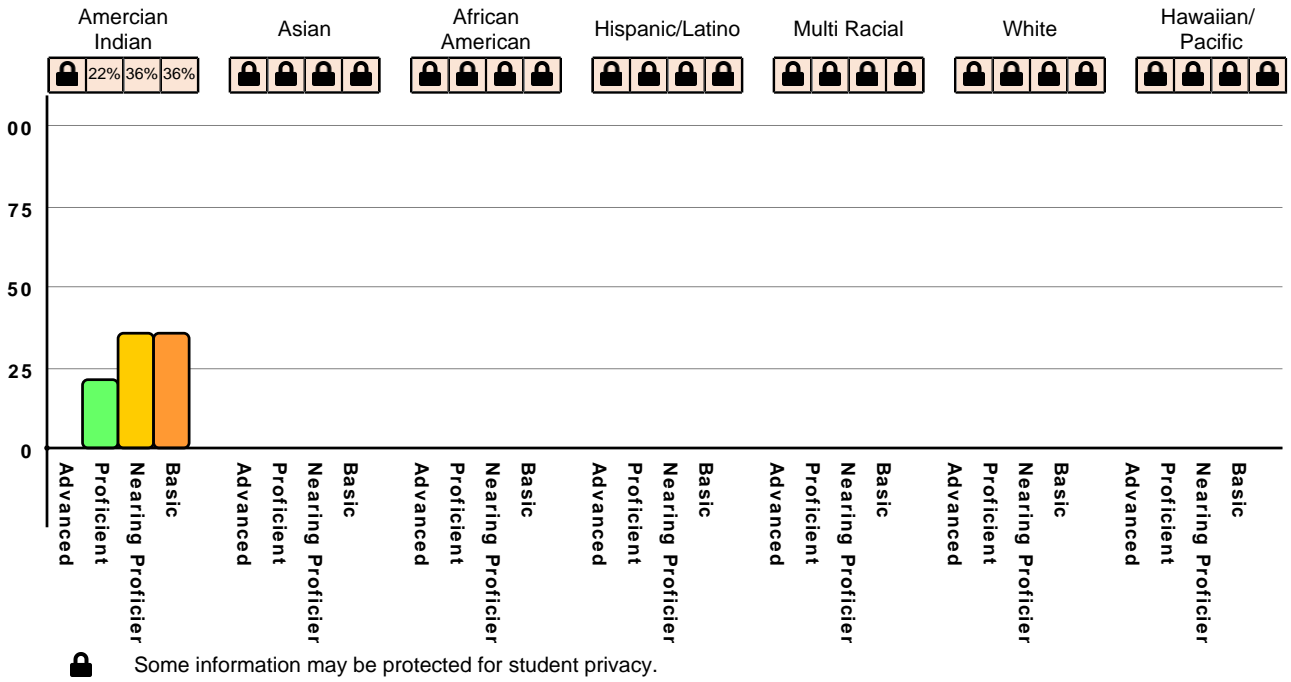 Amercian
Indian
Asian
African
American
Hispanic/Latino
Multi Racial
White
Hawaiian/
Pacific
22% 36% 36%
00
75
50
25
0
Advanced
Proficient
Nearing Proficier
Basic
Advanced
Proficient
Nearing Proficier
Basic
Advanced
Proficient
Nearing Proficier
Basic
Advanced
Proficient
Nearing Proficier
Basic
Advanced
Proficient
Nearing Proficier
Basic
Advanced
Proficient
Nearing Proficier
Basic
Advanced
Proficient
Nearing Proficier
Basic
Some information may be protected for student privacy.